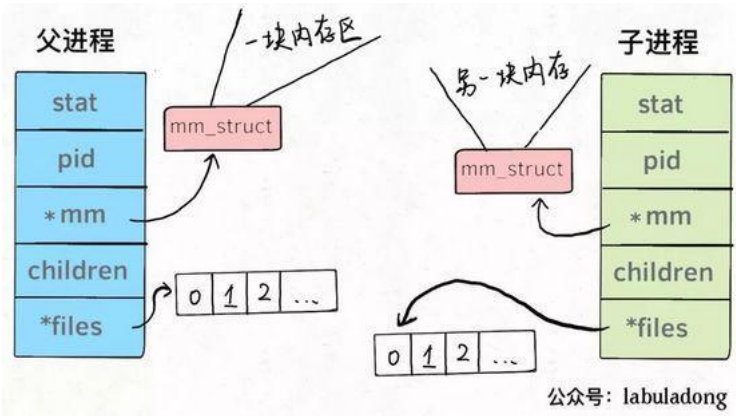 父进程
stat
pid
*mm
children
*files
一块内存区
mm_struct
0 1 2 ...
另一块内存
mm_struct
0 1 2 ...
子进程
stat
pid
*mm
children
*files
公众号：labuladong